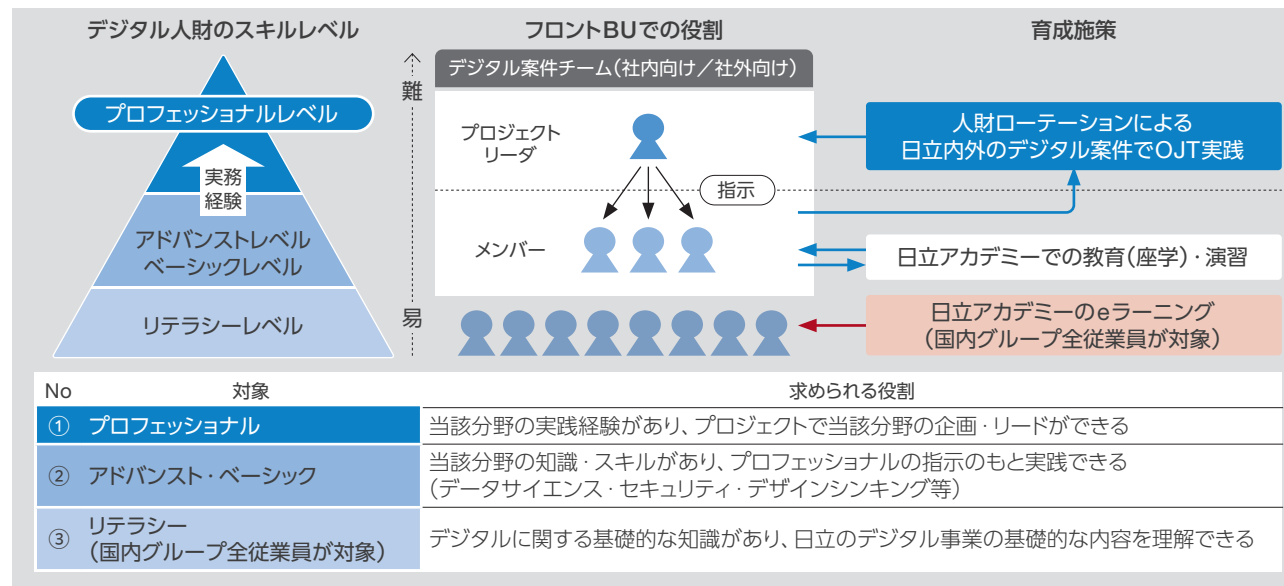 デジタル人財のスキルレベル
フロントBUでの役割
育成施策
プロフェッショナルレベル
実務
経験
アドバンストレベル
ベーシックレベル
リテラシーレベル
難
易
デジタル案件チーム(社内向け/社外向け)
プロジェクト
リーダ
指示
メンバー
人財ローテーションによる
日立内外のデジタル案件でOJT実践
日立アカデミーでの教育(座学)・演習
日立アカデミーのeラーニング
(国内グループ全従業員が対象)
No 対象 求められる役割
① プロフェッショナル 当該分野の実践経験があり、プロジェクトで当該分野の企画・リードができる
② アドバンスト・ベーシック 当該分野の知識・スキルがあり、プロフェッショナルの指示のもと実践できる
(データサイエンス・セキュリティ・デザインシンキング等)
③ リテラシー
(国内グループ全従業員が対象) デジタルに関する基礎的な知識があり、日立のデジタル事業の基礎的な内容を理解できる